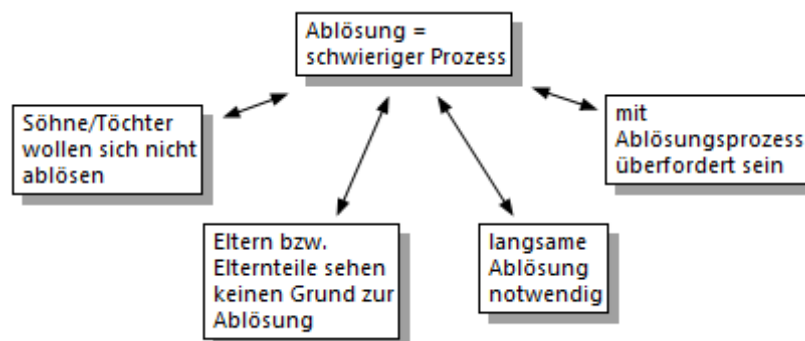 Ablösung =
schwieriger Prozess
Söhne/Töchter
wollen sich nicht
ablösen
mit
Ablösungsprozess
überfordert sein
Eltern bzw.
Elternteile sehen
keinen Grund zur
Ablösung
langsame
Ablösung
notwendig